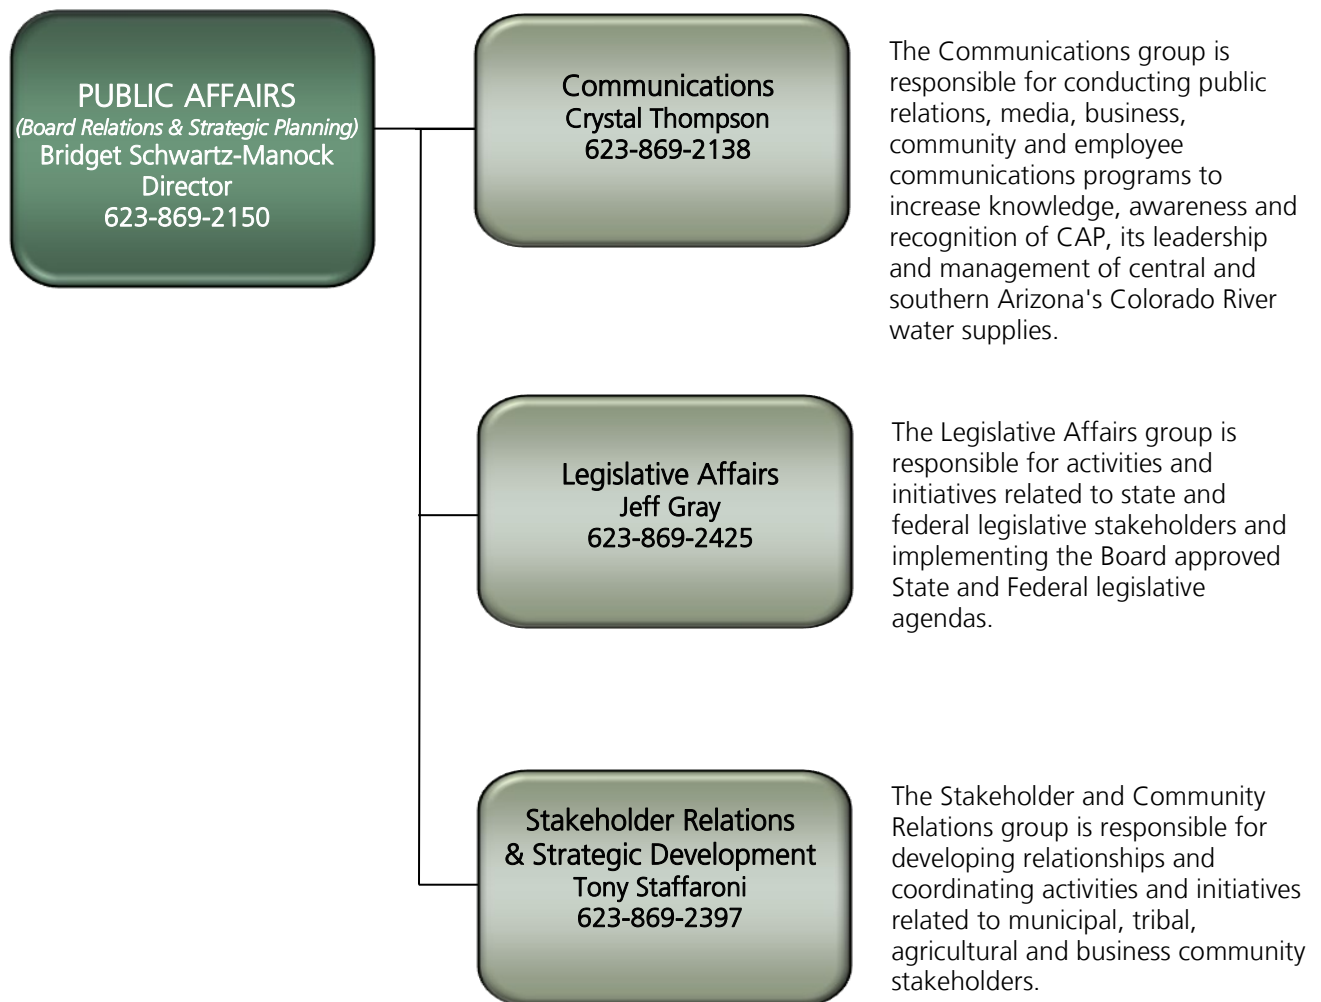 PUBLIC AFFAIRS
(Board Relations & Strategic Planning)
Bridget Schwartz-Manock
Director
623-869-2150
Communications
Crystal Thompson
623-869-2138
The Communications group is
responsible for conducting public
relations, media, business,
community and employee
communications programs to
increase knowledge, awareness and
recognition of CAP, its leadership
and management of central and
southern Arizona's Colorado River
water supplies.
Legislative Affairs
Jeff Gray
623-869-2425
The Legislative Affairs group is
responsible for activities and
initiatives related to state and
federal legislative stakeholders and
implementing the Board approved
State and Federal legislative
agendas.
Stakeholder Relations
& Strategic Development
Tony Staffaroni
623-869-2397
The Stakeholder and Community
Relations group is responsible for
developing relationships and
coordinating activities and initiatives
related to municipal, tribal,
agricultural and business community
stakeholders.